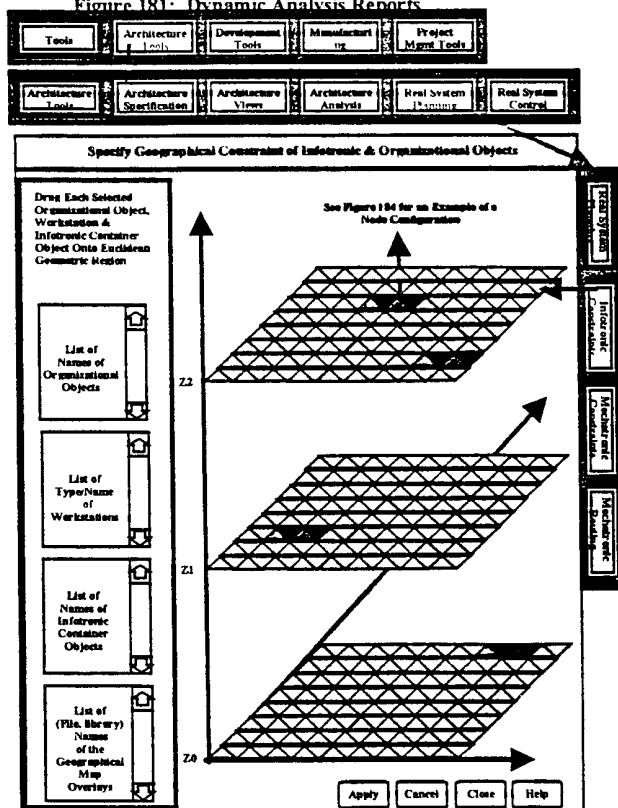 Figure 181: Dynamic Analysis Reports
Tools
Architecture
Tools
Development
Tools
Manufactur
ing
Project
Mgmt Tools
Architecture
Tools
Architecture
Specification
Architecture
Views
Architecture
Analysis
Real System
Planning
Real System
Control
Specify Geographical Constraint of Infotronic & Organizational Objects
Drag Each Selected
Organizational Object,
Workstation &
Infotronic Container
Object Onto Euclidean
Geometric Region
See Figure 184 for an Example of a
Node Configuration
List of
Names of
Organizational
Objects
List of
Type/Name
of
Workstations
List of
Names of
Infotronic
Container
Objects
List of
(File, library)
Names
of the
Geographical
Map
Overlays
Z2
Z1
Z0
Real System
Infotronic
Constraints
Mechatronic
Constraints
Mechatronic
Routing
Apply
Cancel
Close
Help